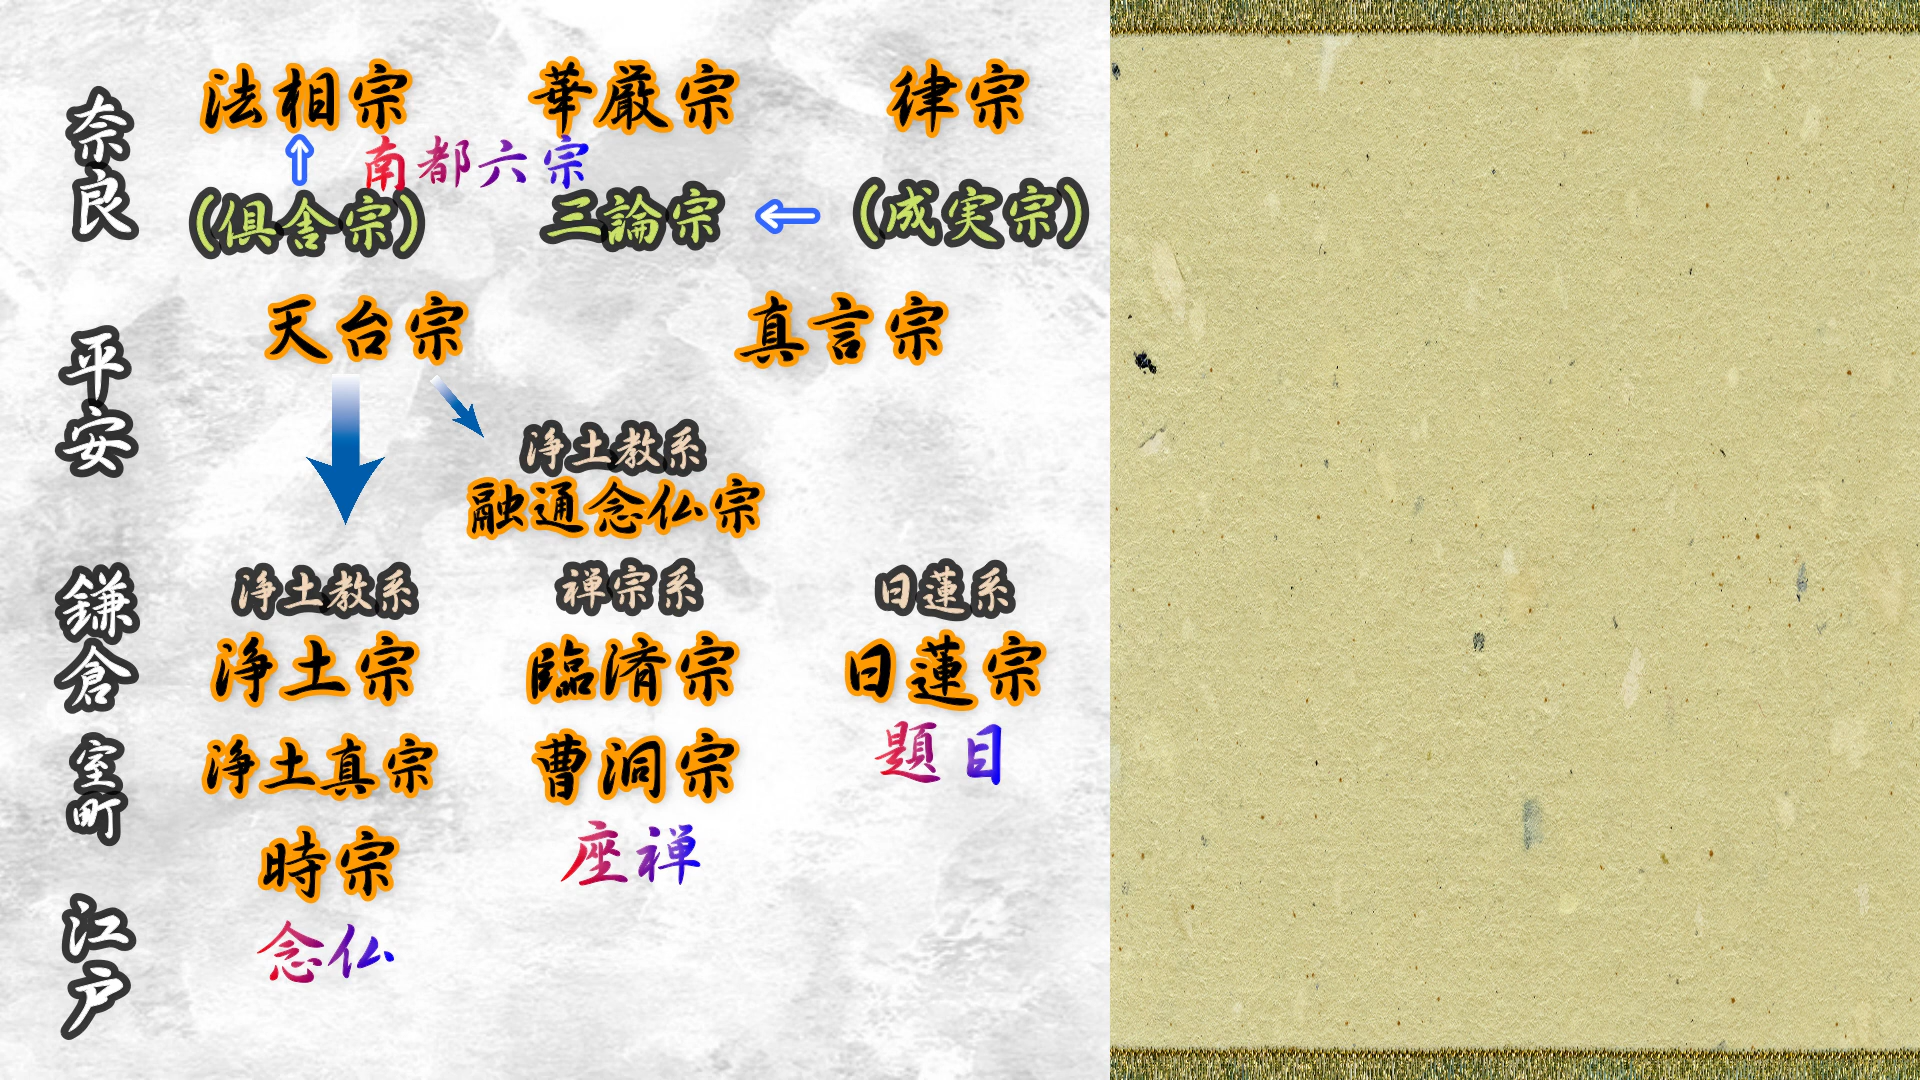 奈良
法相宗 華厳宗 律宗
南都六宗
(倶舎宗) 三論宗 (成実宗)
平安
天台宗 真言宗
浄土教系
融通念仏宗
鎌倉
浄土教系 禅宗系 日蓮系
浄土宗 臨済宗 日蓮宗
室町
浄土真宗 曹洞宗 題目
時宗 座禅
江戸
念仏